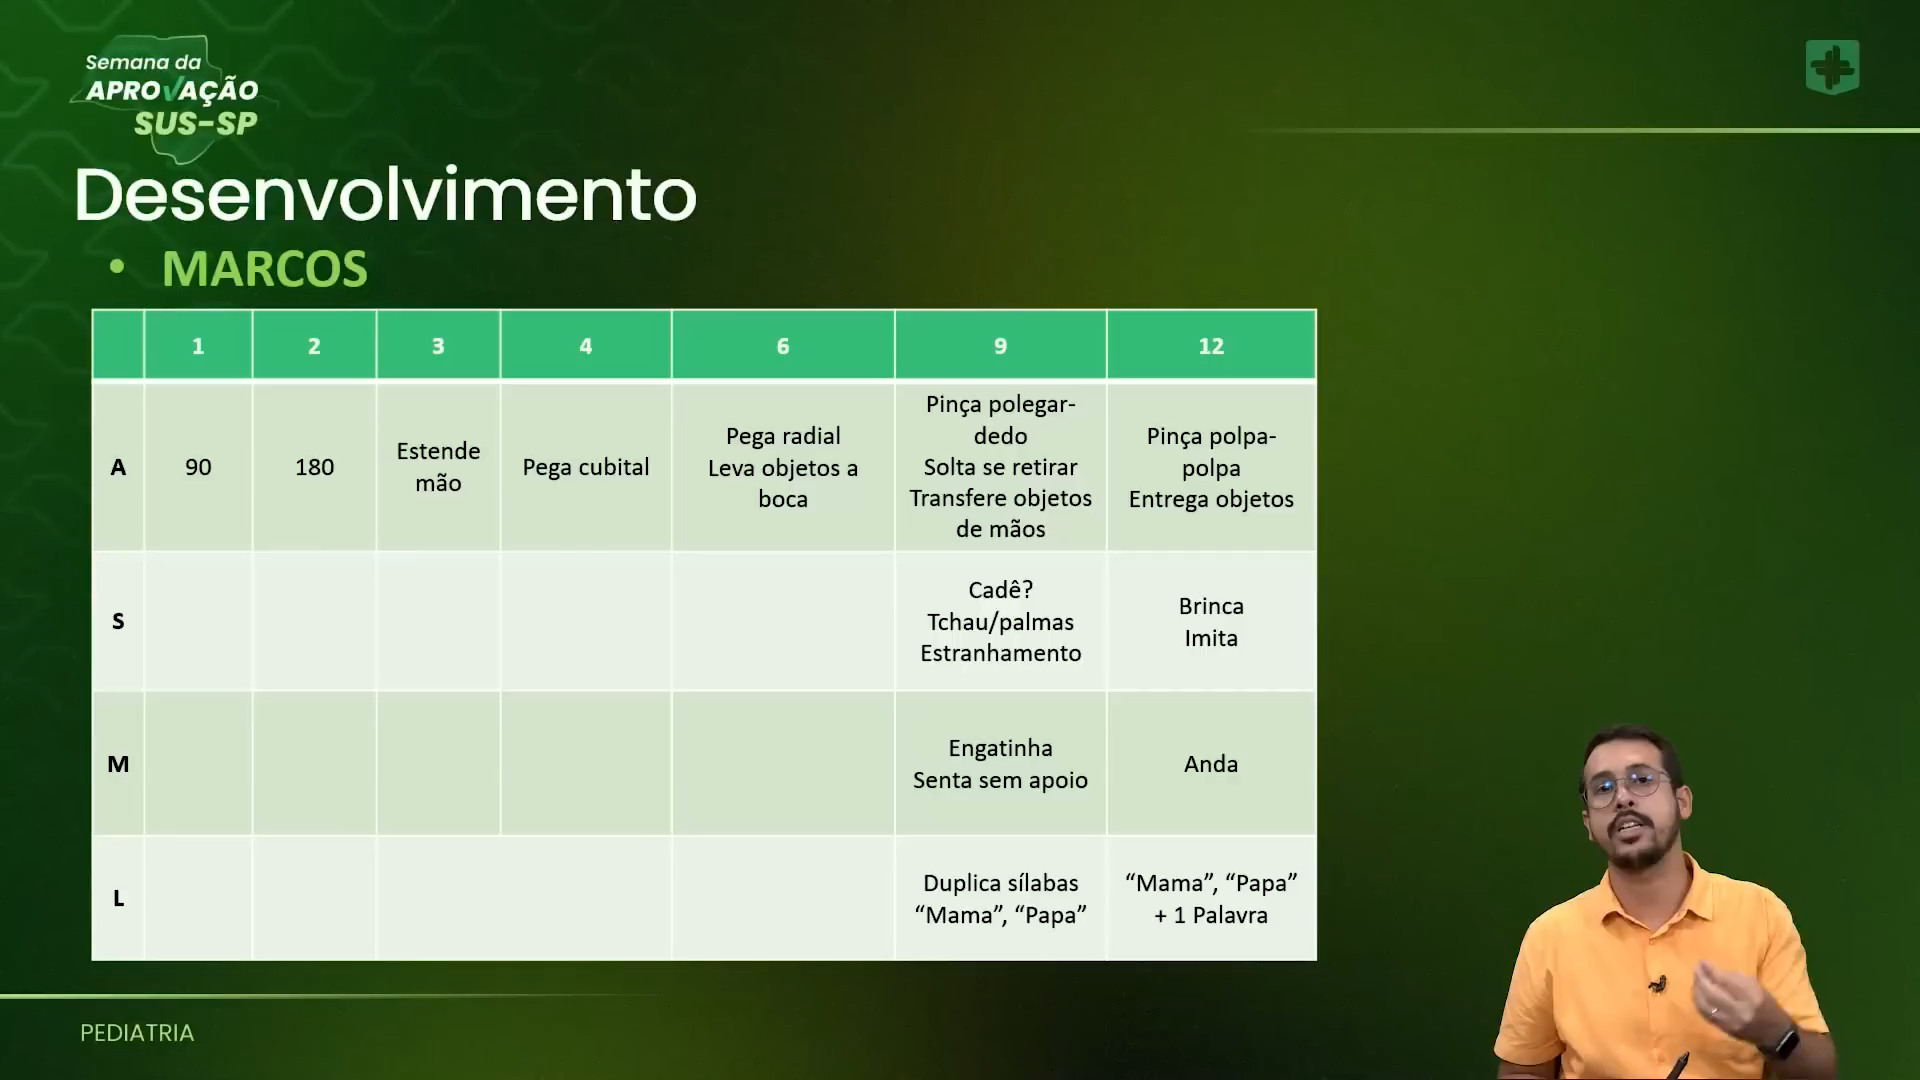 Semana da
APROVAÇÃO
SUS-SP
Desenvolvimento
• MARCOS
1 2 3 4 6 9 12
A
90
180
Estende
mão
Pega cubital
Pega radial
Leva objetos a
boca
Pinça polegar-
dedo
Solta se retirar
Transfere objetos
de mãos
Pinça polpa-
polpa
Entrega objetos
S
Cadê?
Tchau/palmas
Estranhamento
Brinca
Imita
M
Engatinha
Senta sem apoio
Anda
L
Duplica sílabas
“Mama”, “Papa”
“Mama”, “Papa”
+ 1 Palavra
PEDIATRIA